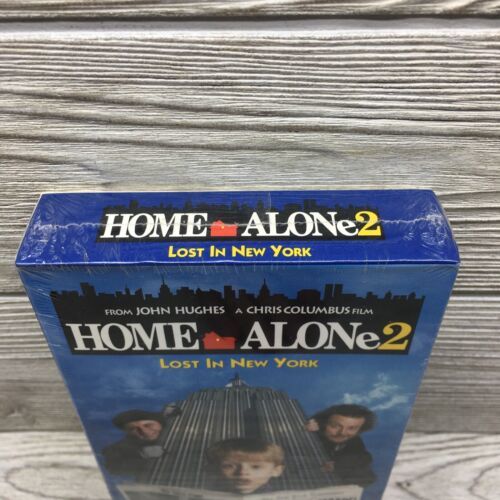 HOME ALONe2
LOST IN NEW YORK
FROM JOHN HUGHES A CHRIS COLUMBUS FILM
HOME ALONe2
LOST IN NEW YORK